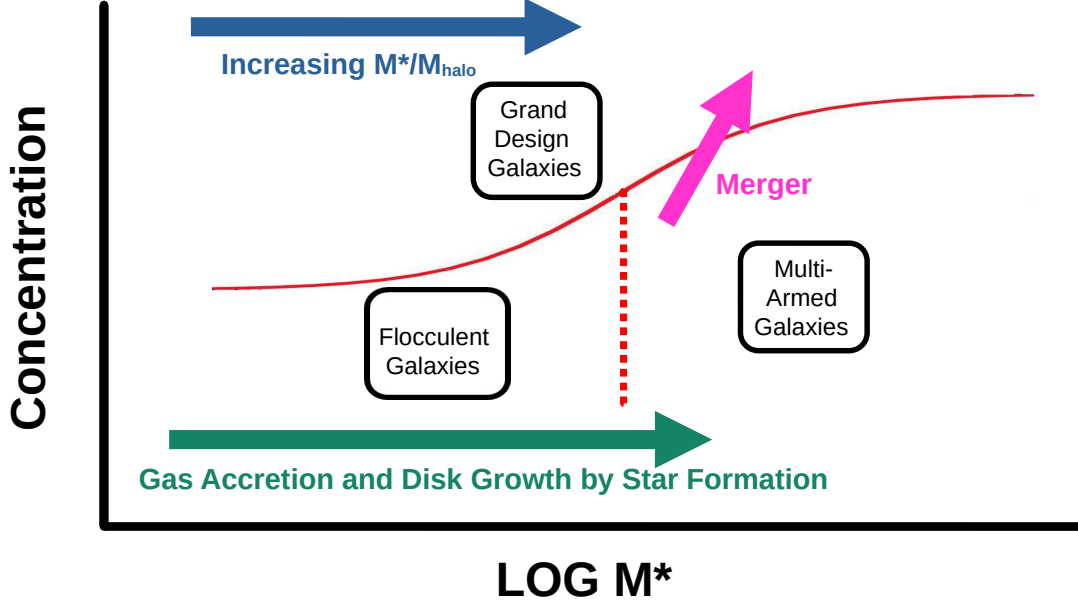 Increasing M*/Mhalo
Grand
Design
Galaxies
Merger
Multi-
Armed
Galaxies
Flocculent
Galaxies
Gas Accretion and Disk Growth by Star Formation
Concentration
LOG M*